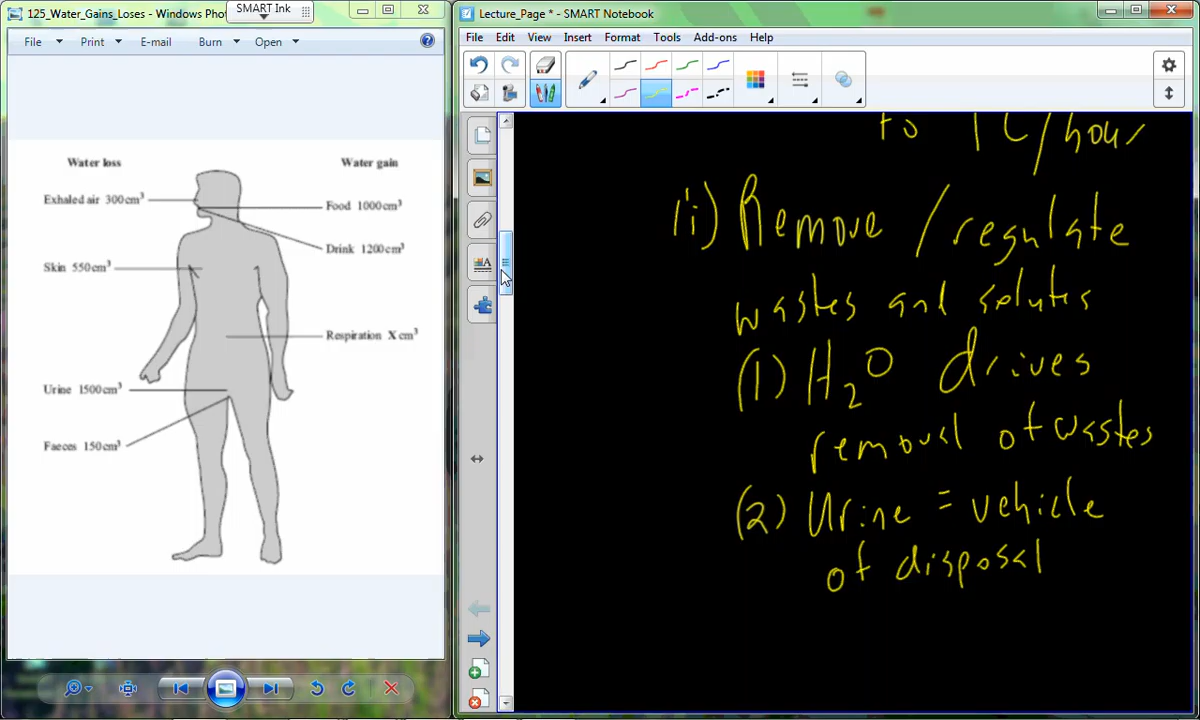 125_Water_Gains_Loses - Windows Pho
SMART Ink
File Print E-mail Burn Open
Water loss
Water gain
Exhaled air 300cm³
Food 1000cm³
Drink 1200cm³
Skin 550cm³
Respiration X cm³
Urine 1500cm³
Faeces 150cm³
Lecture_Page * - SMART Notebook
File Edit View Insert Format Tools Add-ons Help
to 1L/hour
ii) Remove / regulate
wastes and solutes
(1) H₂O drives
removal of wastes
(2) Urine = vehicle
of disposal